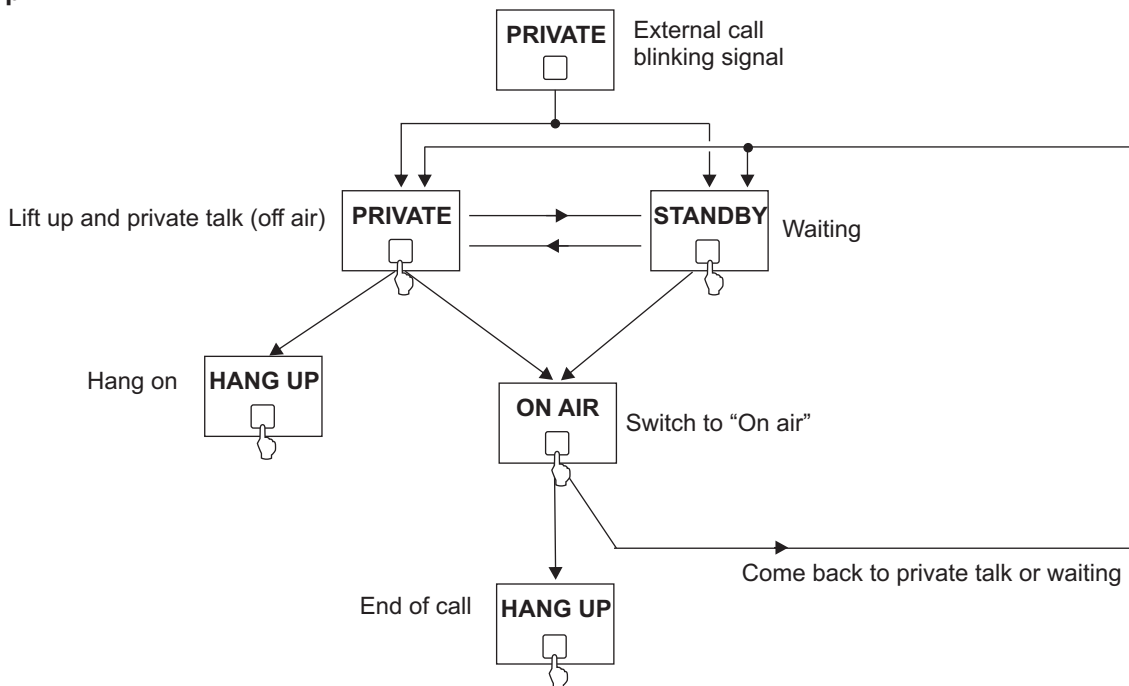 PRIVATE
External call
blinking signal
Lift up and private talk (off air)
PRIVATE
STANDBY
Waiting
Hang on
HANG UP
ON AIR
Switch to “On air”
Come back to private talk or waiting
End of call
HANG UP